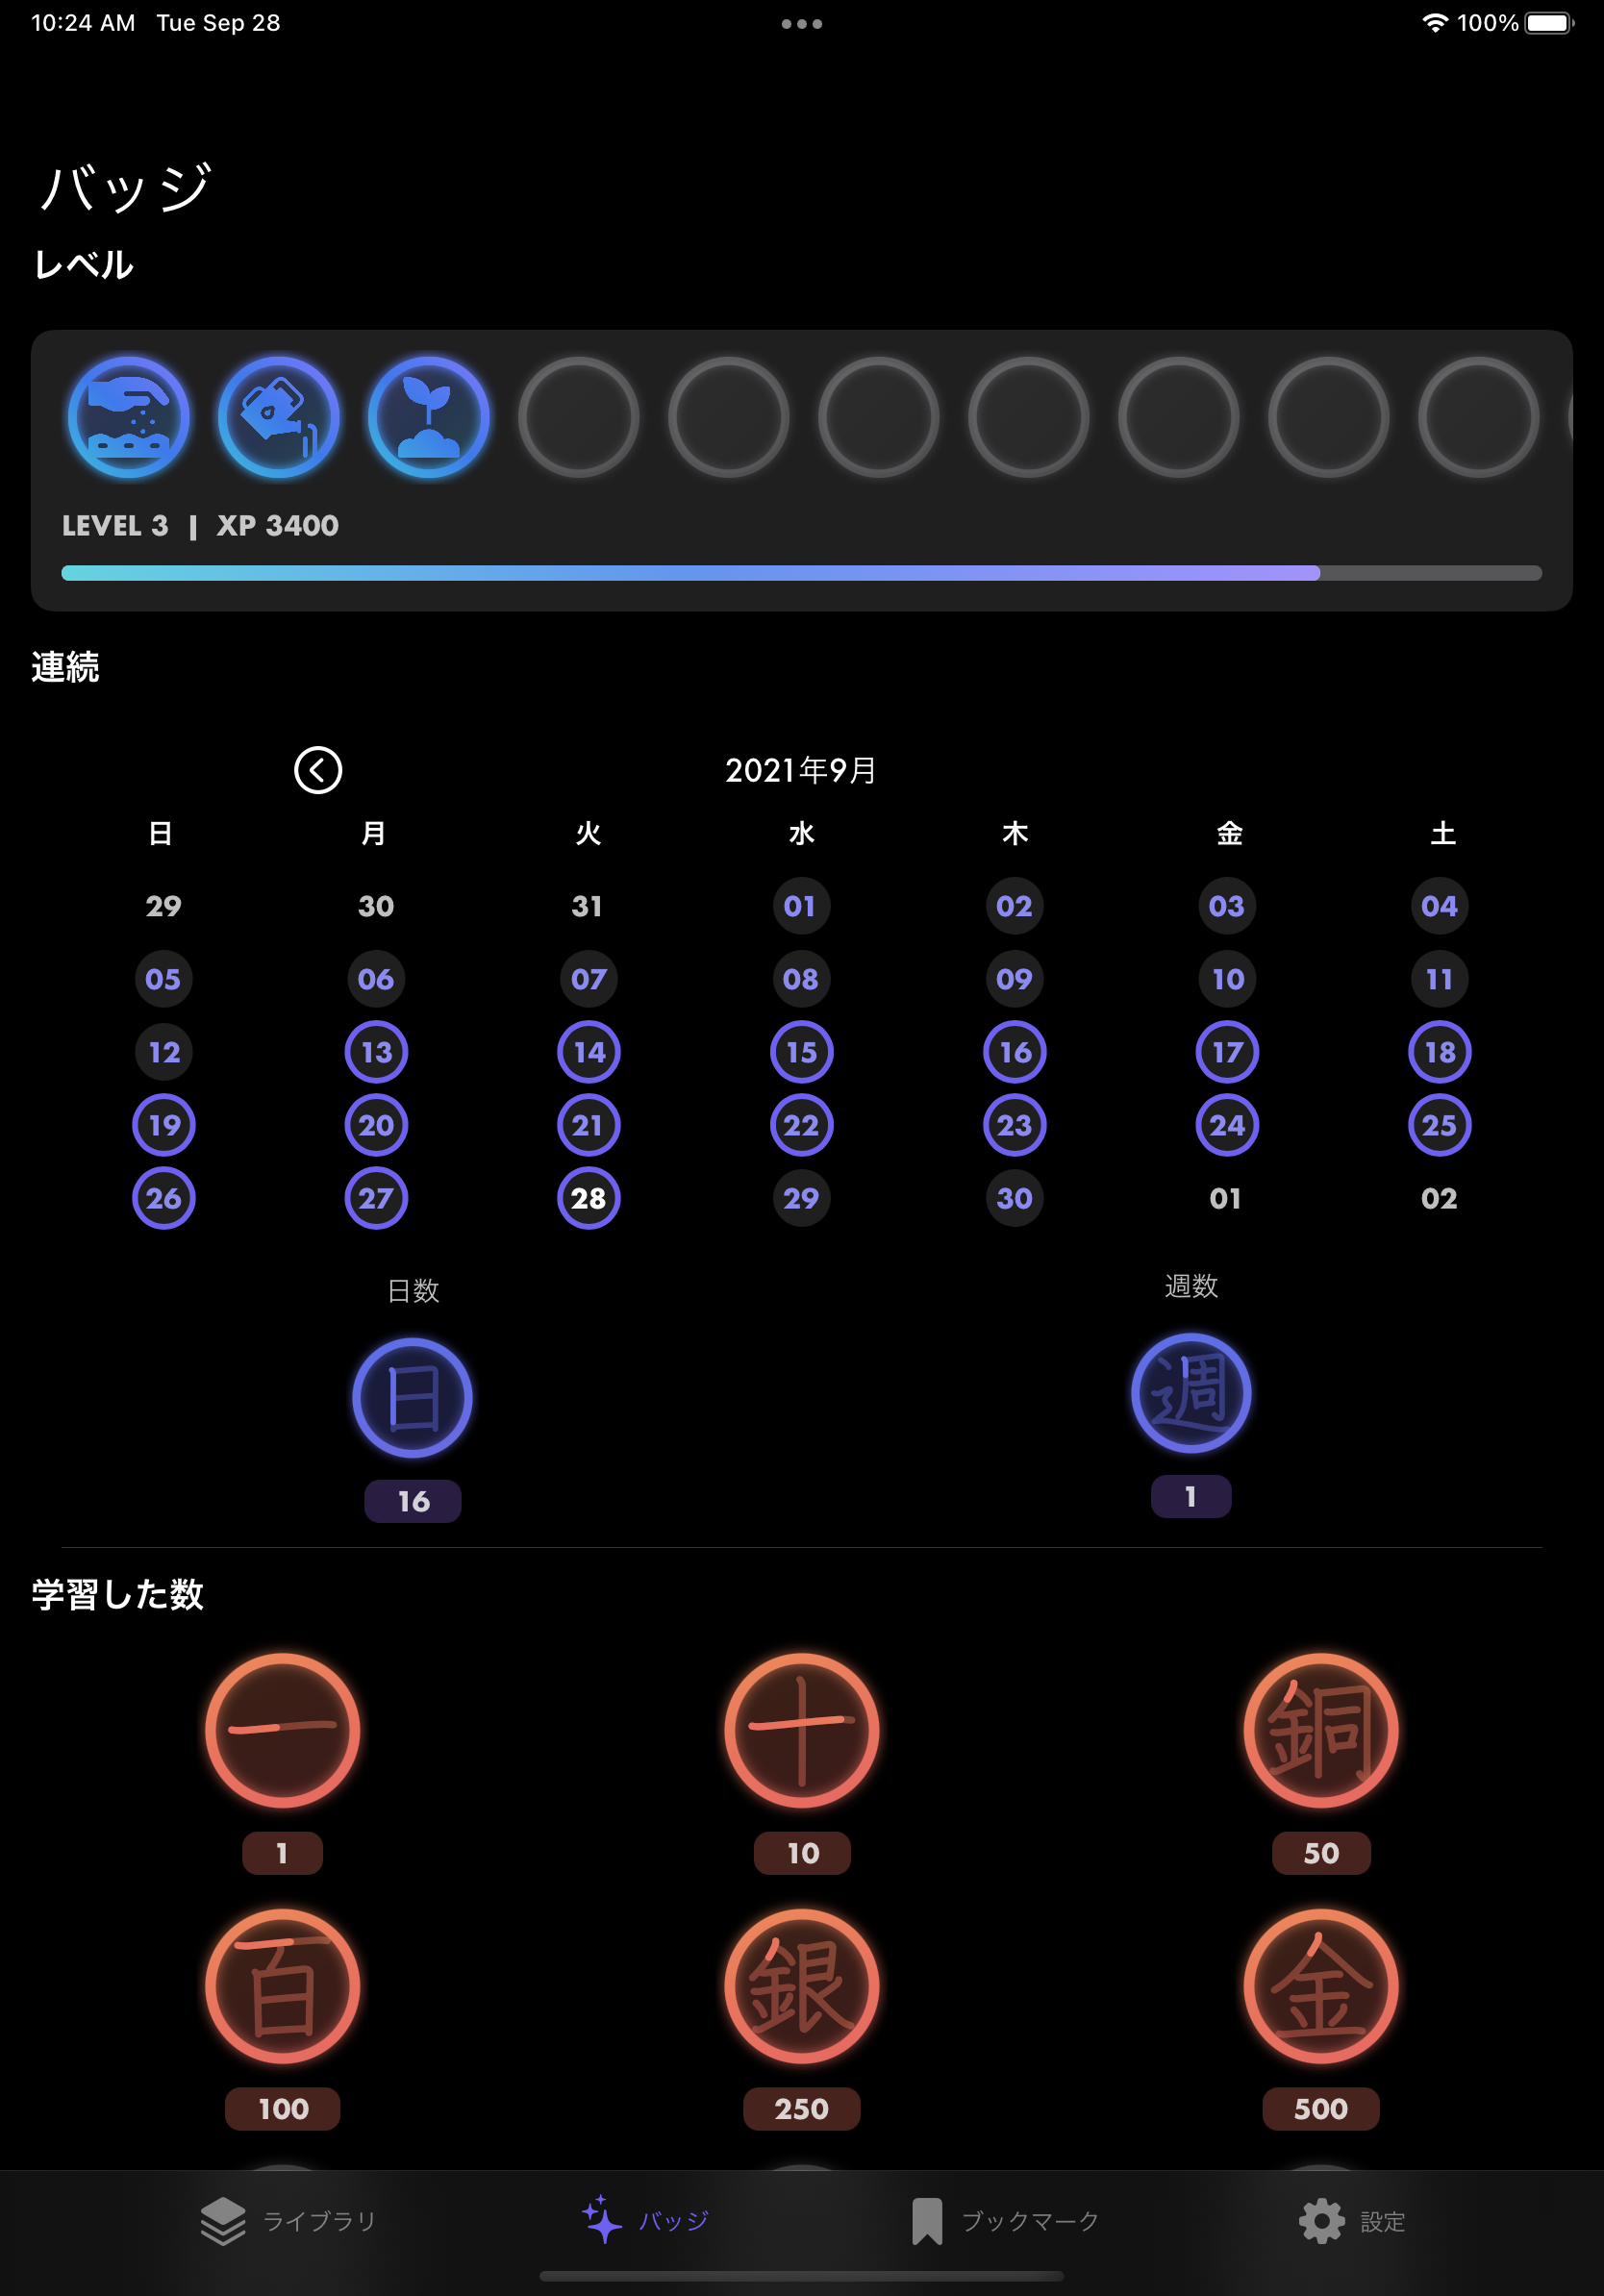 10:24 AM Tue Sep 28 100%
バッジ
レベル
LEVEL 3 | XP 3400
連続
2021年9月
日 月 火 水 木 金 土
29 30 31 01 02 03 04
05 06 07 08 09 10 11
12 13 14 15 16 17 18
19 20 21 22 23 24 25
26 27 28 29 30 01 02
日数 週数
日 週
16 1
学習した数
一 十 銅
1 10 50
百 銀 金
100 250 500
ライブラリ バッジ ブックマーク 設定